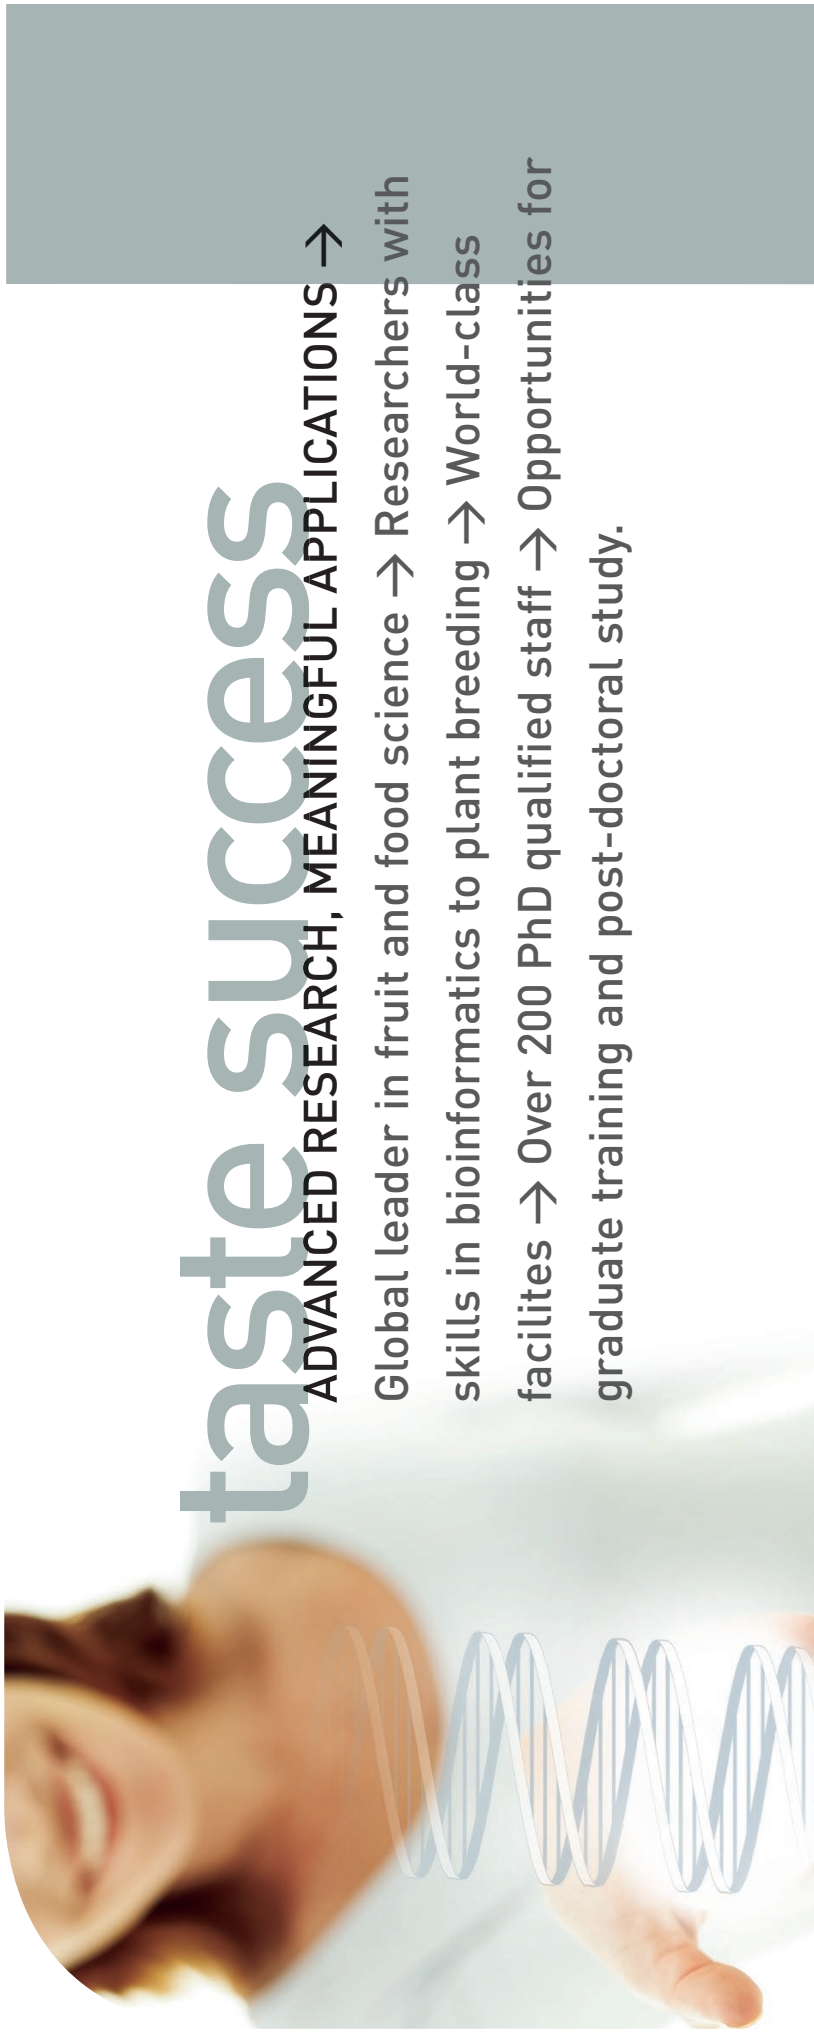 taste success
ADVANCED RESEARCH, MEANINGFUL APPLICATIONS →
Global leader in fruit and food science → Researchers with
skills in bioinformatics to plant breeding → World-class
facilites → Over 200 PhD qualified staff → Opportunities for
graduate training and post-doctoral study.